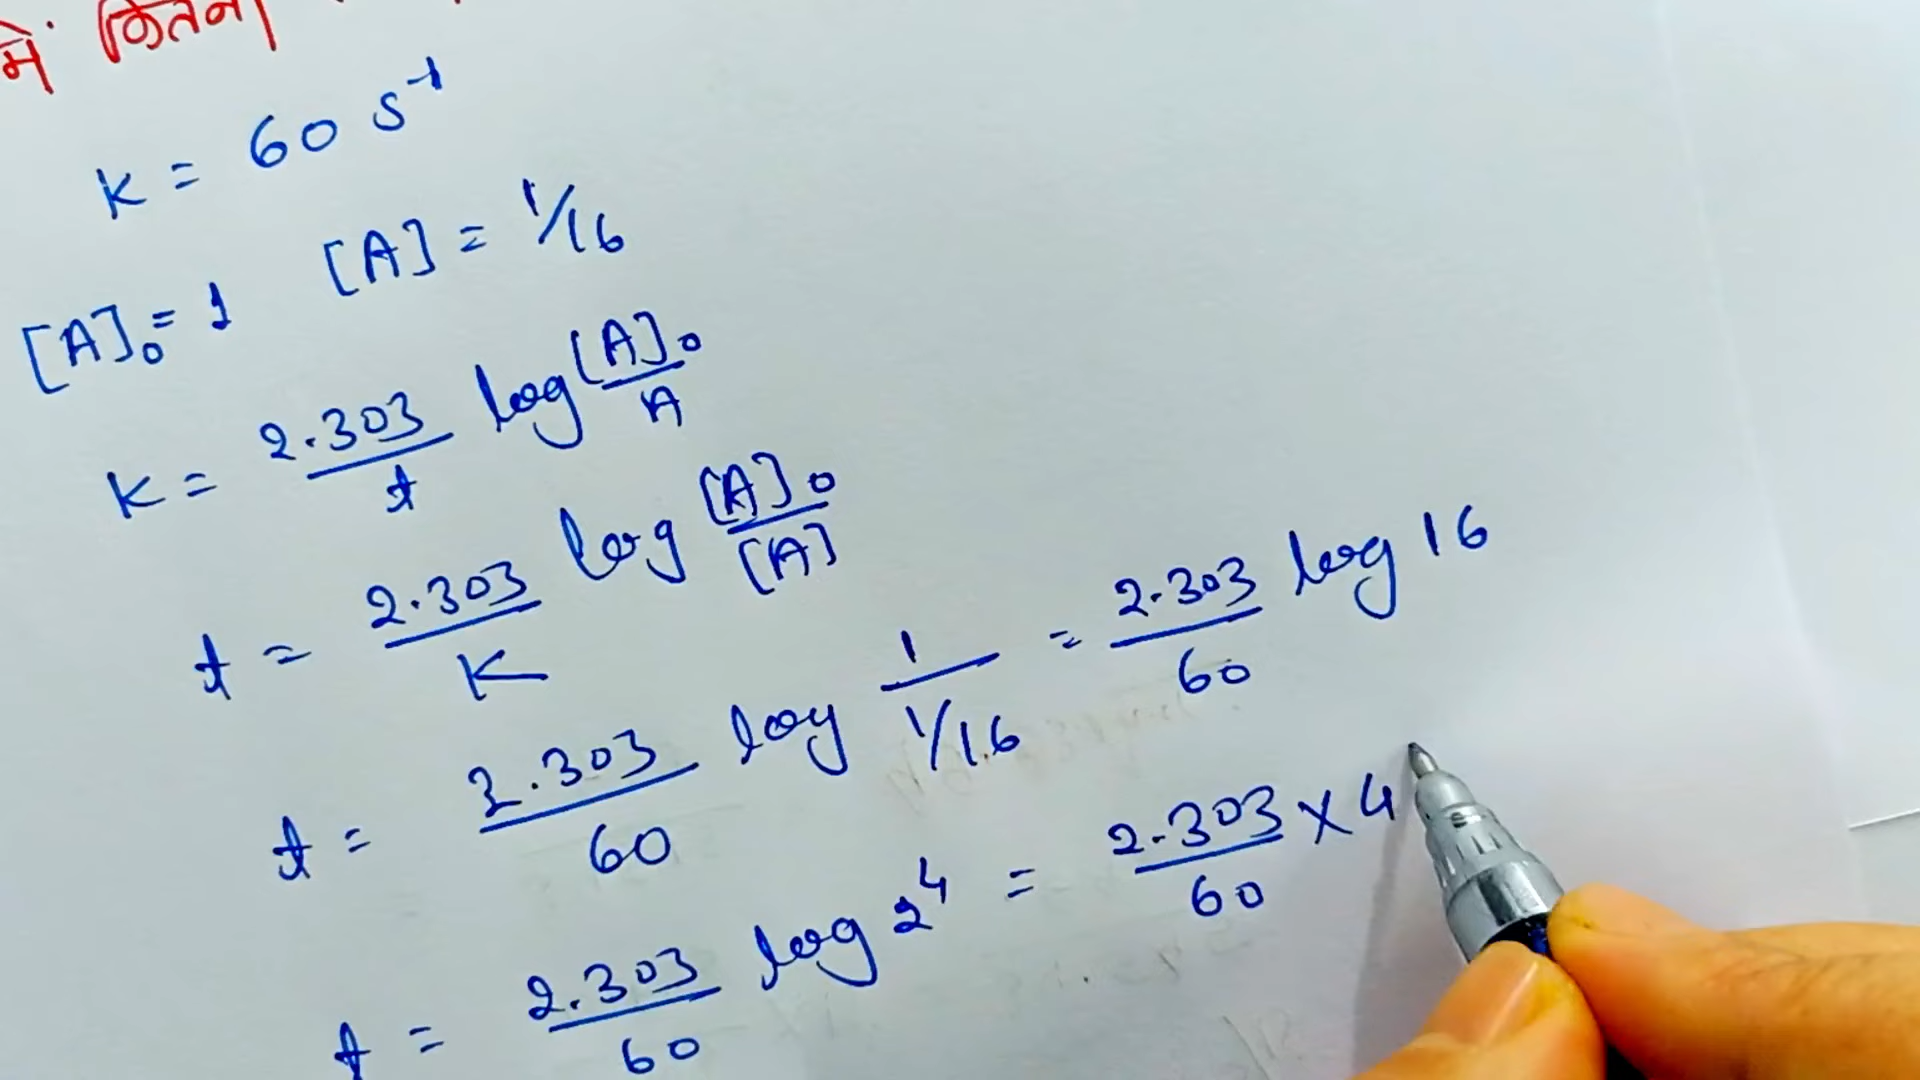 में कितना
K = 60 S⁻¹
[A]₀ = 1 [A] = 1/16
K = 2.303/t log [A]₀/A
t = 2.303/K log [A]₀/[A]
t = 2.303/60 log 1/(1/16) = 2.303/60 log 16
t = 2.303/60 log 2⁴ = 2.303/60 × 4